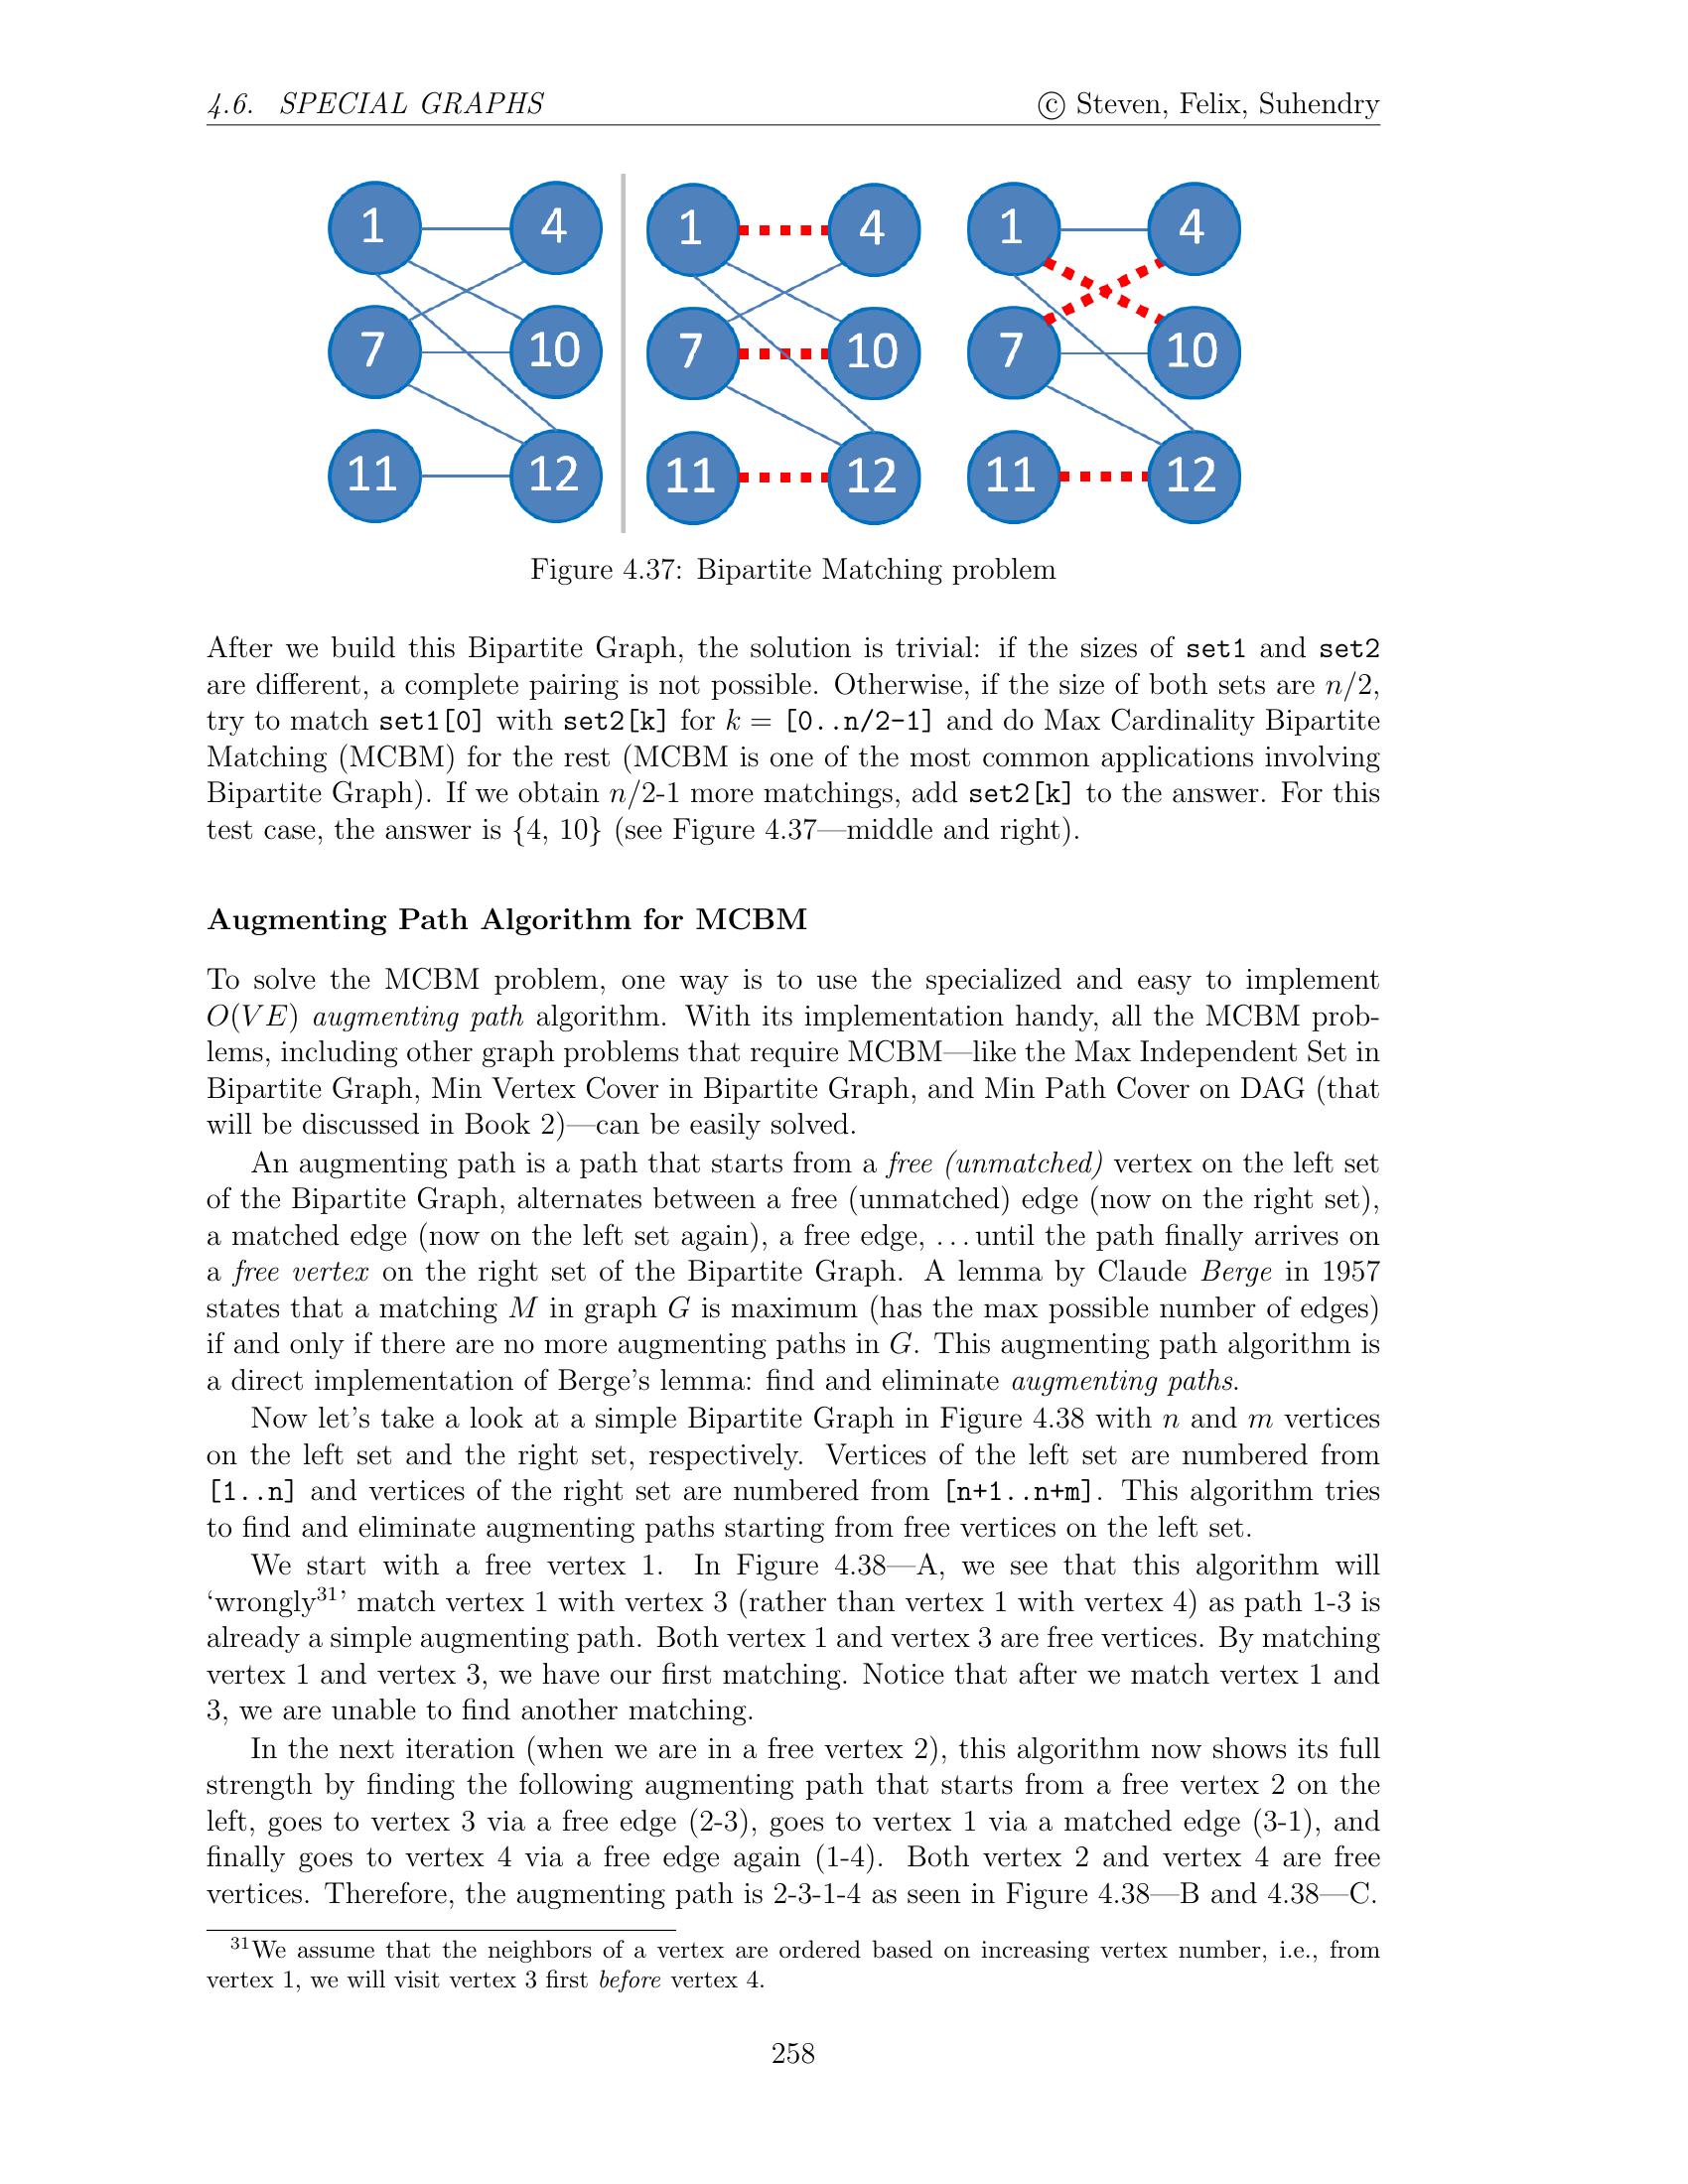 4.6. SPECIAL GRAPHS © Steven, Felix, Suhendry
1 4 1 4 1 4
7 10 7 10 7 10
11 12 11 12 11 12
Figure 4.37: Bipartite Matching problem
After we build this Bipartite Graph, the solution is trivial: if the sizes of set1 and set2
are different, a complete pairing is not possible. Otherwise, if the size of both sets are n/2,
try to match set1[0] with set2[k] for k = [0..n/2-1] and do Max Cardinality Bipartite
Matching (MCBM) for the rest (MCBM is one of the most common applications involving
Bipartite Graph). If we obtain n/2-1 more matchings, add set2[k] to the answer. For this
test case, the answer is {4, 10} (see Figure 4.37—middle and right).
Augmenting Path Algorithm for MCBM
To solve the MCBM problem, one way is to use the specialized and easy to implement
O(VE) augmenting path algorithm. With its implementation handy, all the MCBM prob-
lems, including other graph problems that require MCBM—like the Max Independent Set in
Bipartite Graph, Min Vertex Cover in Bipartite Graph, and Min Path Cover on DAG (that
will be discussed in Book 2)—can be easily solved.
An augmenting path is a path that starts from a free (unmatched) vertex on the left set
of the Bipartite Graph, alternates between a free (unmatched) edge (now on the right set),
a matched edge (now on the left set again), a free edge, ... until the path finally arrives on
a free vertex on the right set of the Bipartite Graph. A lemma by Claude Berge in 1957
states that a matching M in graph G is maximum (has the max possible number of edges)
if and only if there are no more augmenting paths in G. This augmenting path algorithm is
a direct implementation of Berge's lemma: find and eliminate augmenting paths.
Now let's take a look at a simple Bipartite Graph in Figure 4.38 with n and m vertices
on the left set and the right set, respectively. Vertices of the left set are numbered from
[1..n] and vertices of the right set are numbered from [n+1..n+m]. This algorithm tries
to find and eliminate augmenting paths starting from free vertices on the left set.
We start with a free vertex 1. In Figure 4.38—A, we see that this algorithm will
‘wrongly³¹’ match vertex 1 with vertex 3 (rather than vertex 1 with vertex 4) as path 1-3 is
already a simple augmenting path. Both vertex 1 and vertex 3 are free vertices. By matching
vertex 1 and vertex 3, we have our first matching. Notice that after we match vertex 1 and
3, we are unable to find another matching.
In the next iteration (when we are in a free vertex 2), this algorithm now shows its full
strength by finding the following augmenting path that starts from a free vertex 2 on the
left, goes to vertex 3 via a free edge (2-3), goes to vertex 1 via a matched edge (3-1), and
finally goes to vertex 4 via a free edge again (1-4). Both vertex 2 and vertex 4 are free
vertices. Therefore, the augmenting path is 2-3-1-4 as seen in Figure 4.38—B and 4.38—C.
³¹We assume that the neighbors of a vertex are ordered based on increasing vertex number, i.e., from
vertex 1, we will visit vertex 3 first before vertex 4.
258